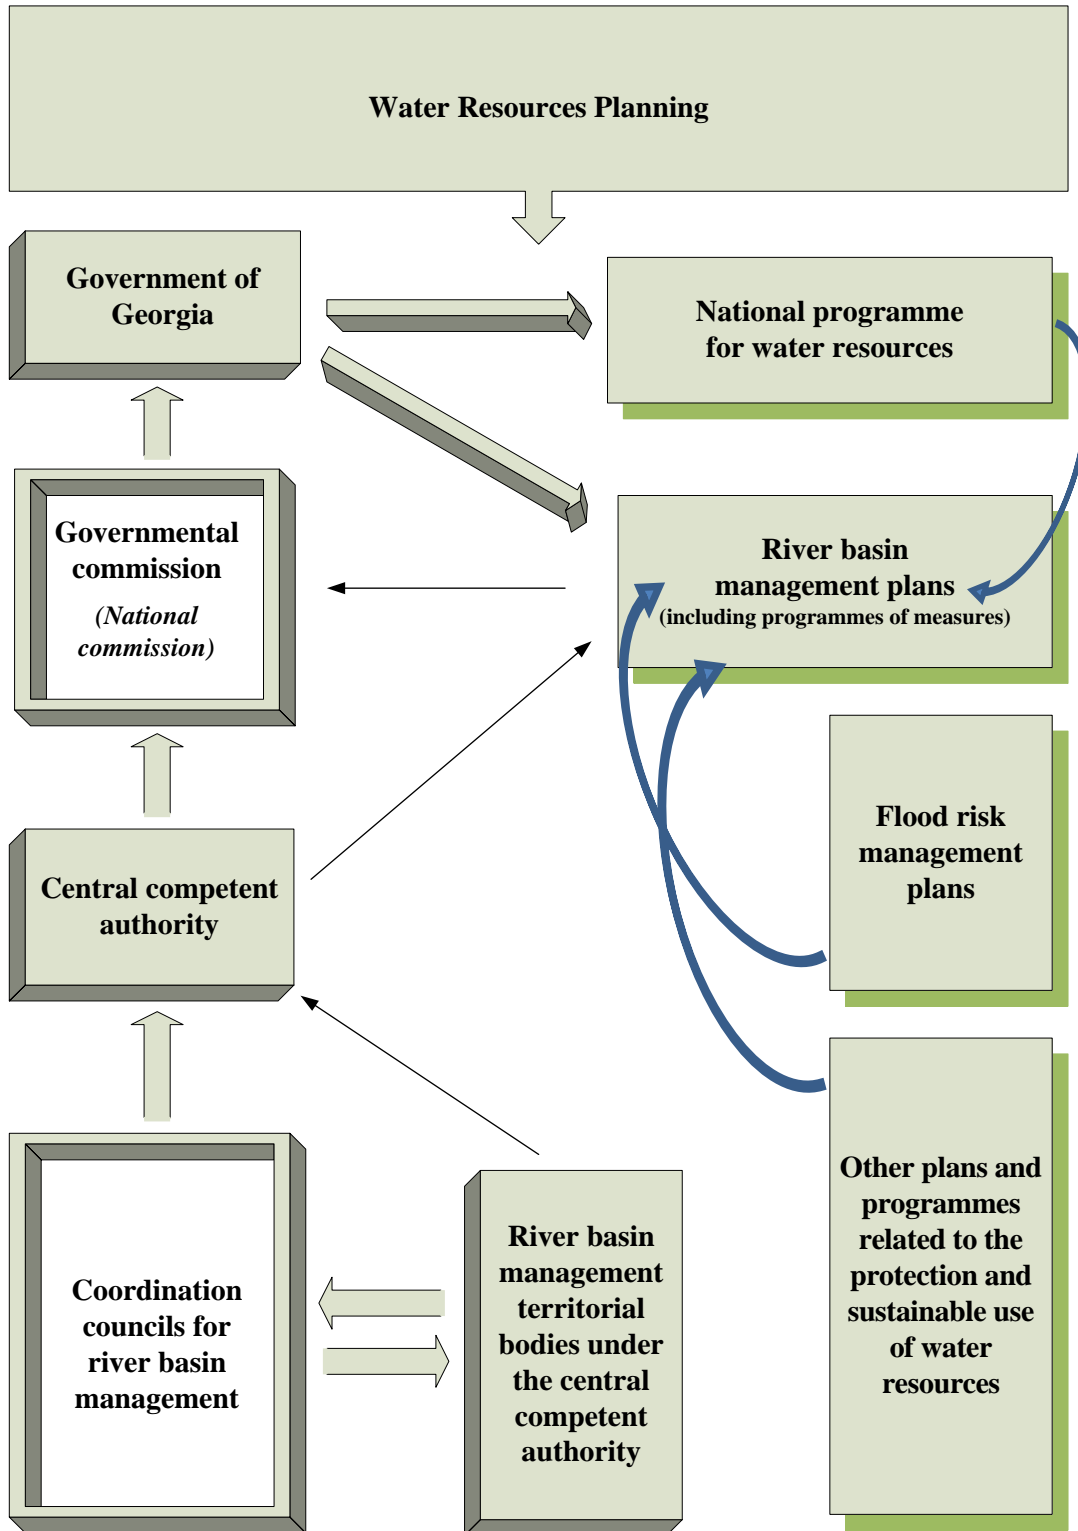 Water Resources Planning
Government of
Georgia
National programme
for water resources
Governmental
commission
(National
commission)
River basin
management plans
(including programmes of measures)
Central competent
authority
Flood risk
management
plans
Coordination
councils for
river basin
management
River basin
management
territorial
bodies under
the central
competent
authority
Other plans and
programmes
related to the
protection and
sustainable use
of water
resources